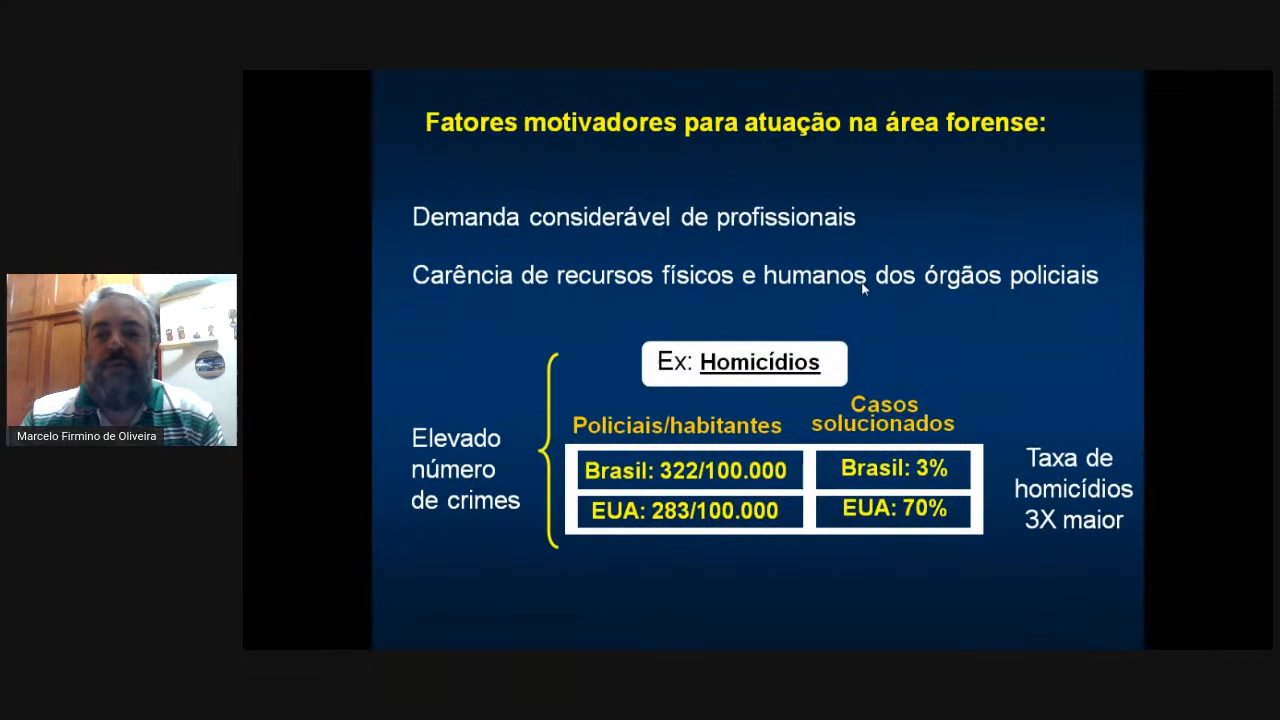 Fatores motivadores para atuação na área forense:
Demanda considerável de profissionais
Carência de recursos físicos e humanos dos órgãos policiais
Ex: Homicídios
Policiais/habitantes
Casos
solucionados
Elevado
número
de crimes
Brasil: 322/100.000
Brasil: 3%
EUA: 283/100.000
EUA: 70%
Taxa de
homicídios
3X maior
Marcelo Firmino de Oliveira